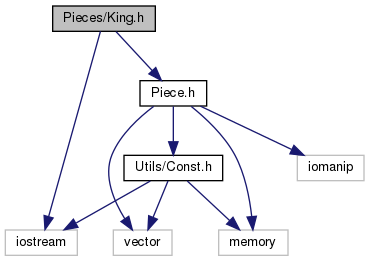 Pieces/King.h
Piece.h
Utils/Const.h
iomanip
iostream
vector
memory